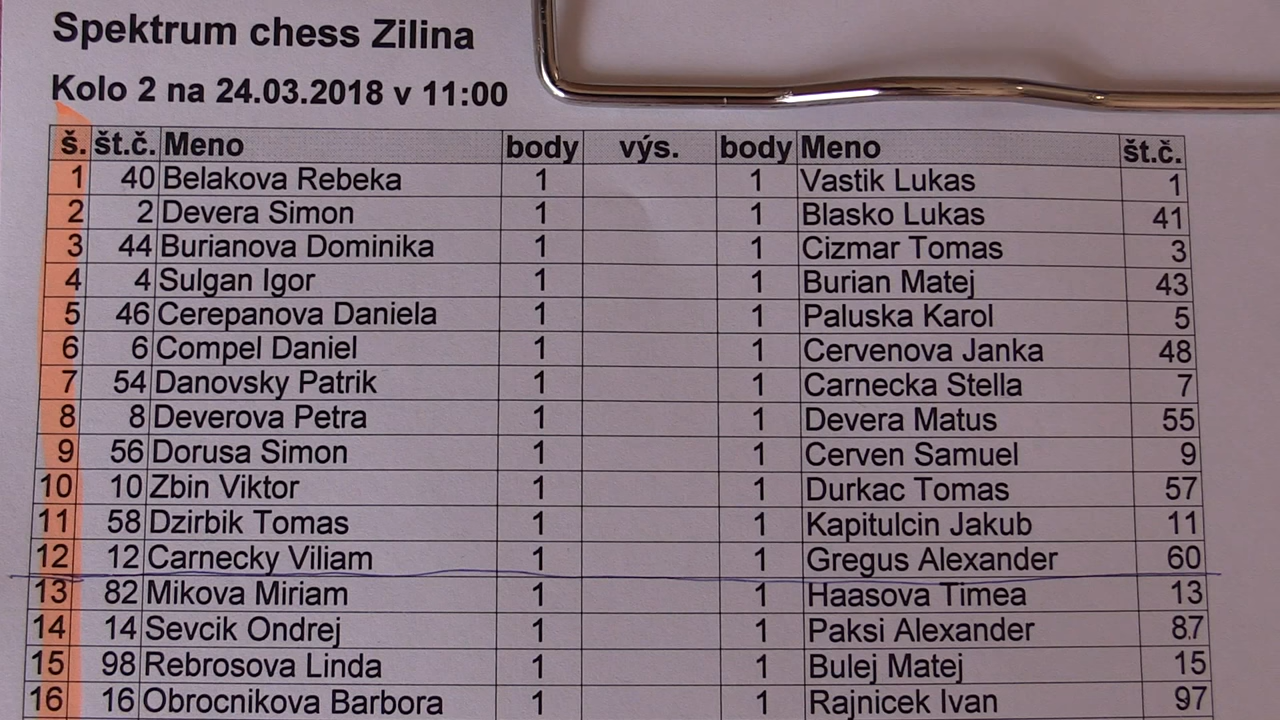 Spektrum chess Zilina
Kolo 2 na 24.03.2018 v 11:00
š. št.č. Meno body výs. body Meno št.č.
1 40 Belakova Rebeka 1 1 Vastik Lukas 1
2 2 Devera Simon 1 1 Blasko Lukas 41
3 44 Burianova Dominika 1 1 Cizmar Tomas 3
4 4 Sulgan Igor 1 1 Burian Matej 43
5 46 Cerepanova Daniela 1 1 Paluska Karol 5
6 6 Compel Daniel 1 1 Cervenova Janka 48
7 54 Danovsky Patrik 1 1 Carnecka Stella 7
8 8 Deverova Petra 1 1 Devera Matus 55
9 56 Dorusa Simon 1 1 Cerven Samuel 9
10 10 Zbin Viktor 1 1 Durkac Tomas 57
11 58 Dzirbik Tomas 1 1 Kapitulcin Jakub 11
12 12 Carnecky Viliam 1 1 Gregus Alexander 60
13 82 Mikova Miriam 1 1 Haasova Timea 13
14 14 Sevcik Ondrej 1 1 Paksi Alexander 87
15 98 Rebrosova Linda 1 1 Bulej Matej 15
16 16 Obrocnikova Barbora 1 1 Rajnicek Ivan 97